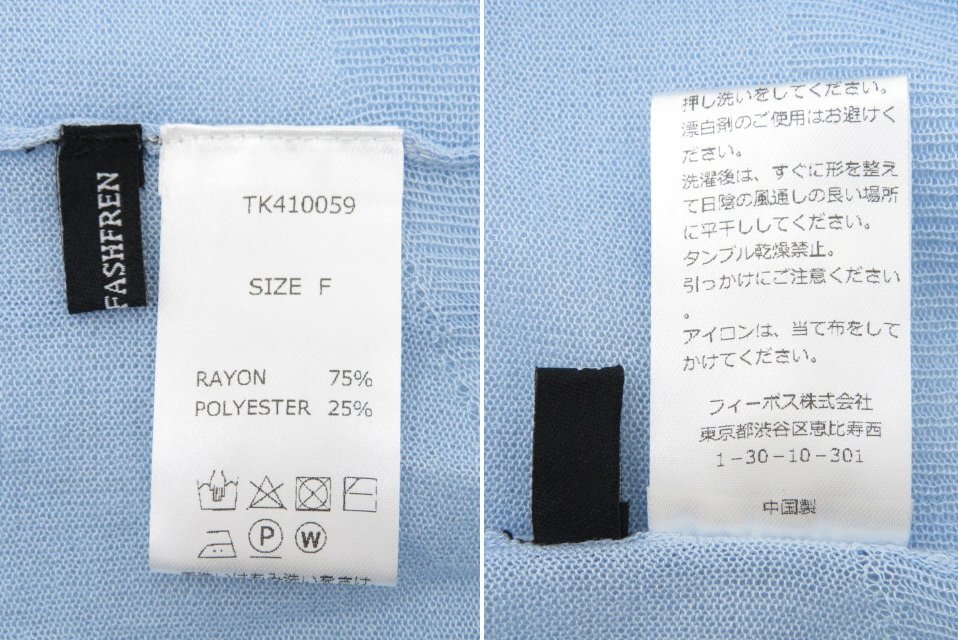 FASHFREN
TK410059
SIZE F
RAYON 75%
POLYESTER 25%
P
W
押し洗いをしてください。
漂白剤のご使用はお避けく
ださい。
洗濯後は、すぐに形を整え
て日陰の風通しの良い場所
に平干ししてください。
タンブル乾燥禁止。
引っかけにご注意ください
。
アイロンは、当て布をして
かけてください。
フィーボス株式会社
東京都渋谷区恵比寿西
1-30-10-301
中国製